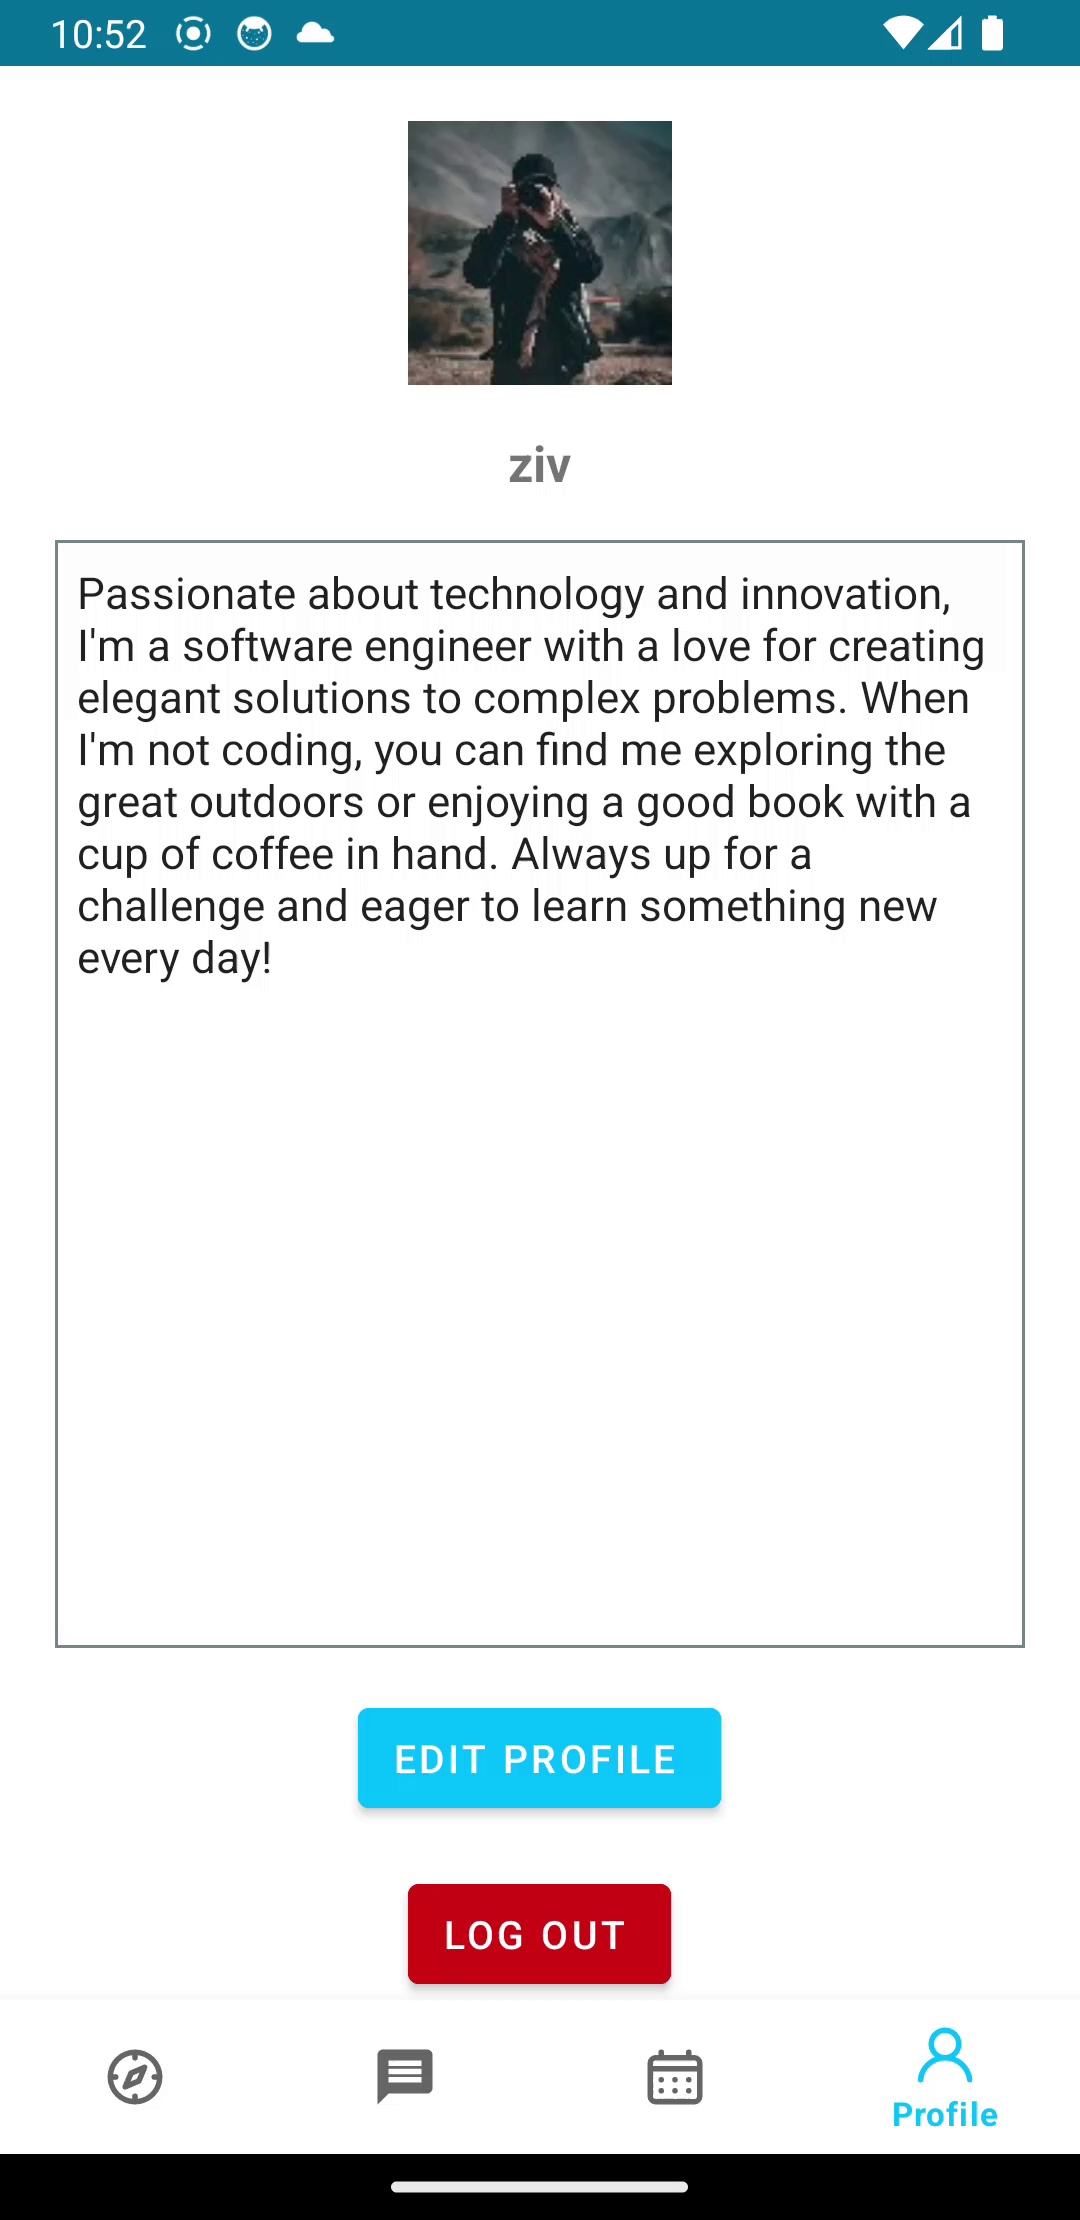 10:52
ziv
Passionate about technology and innovation,
I'm a software engineer with a love for creating
elegant solutions to complex problems. When
I'm not coding, you can find me exploring the
great outdoors or enjoying a good book with a
cup of coffee in hand. Always up for a
challenge and eager to learn something new
every day!
EDIT PROFILE
LOG OUT
Profile